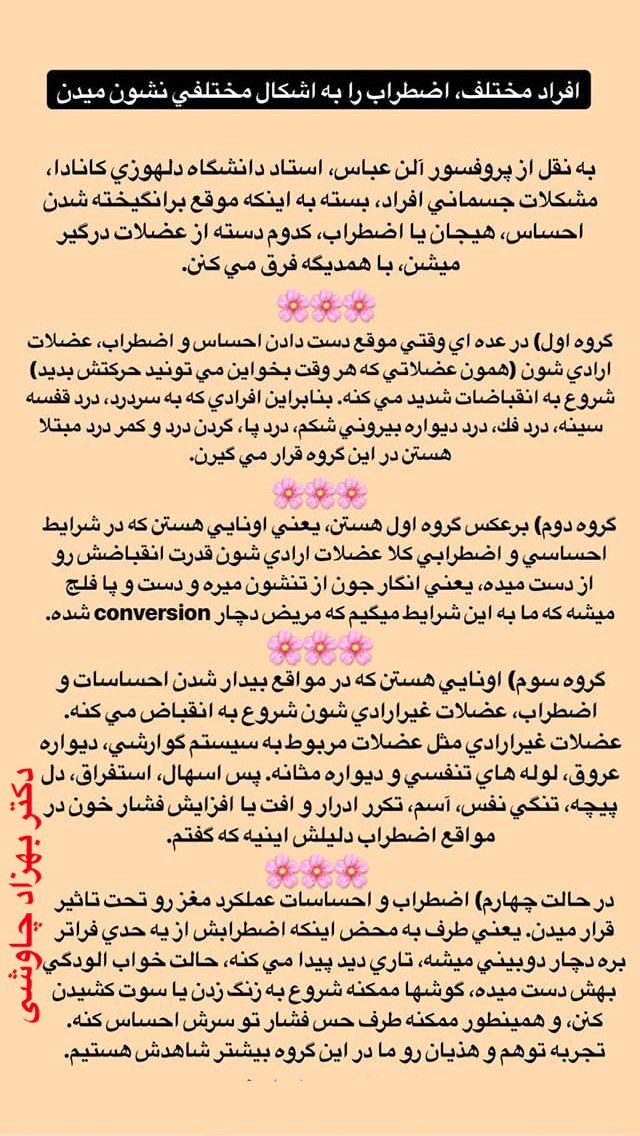 افراد مختلف، اضطراب را به اشکال مختلفي نشون ميدن
به نقل از پروفسور آلن عباس، استاد دانشگاه دلهوزي کانادا،
مشکلات جسماني افراد، بسته به اينکه موقع برانگيخته شدن
احساس، هيجان يا اضطراب، کدوم دسته از عضلات درگير
ميشن، با همديگه فرق مي کنن.
🌸🌸🌸
گروه اول) در عده اي وقتي موقع دست دادن احساس و اضطراب، عضلات
ارادي شون (همون عضلاتي که هر وقت بخواين مي تونيد حرکتش بديد)
شروع به انقباضات شديد مي کنه. بنابراين افرادي که به سردرد، درد قفسه
سينه، درد فك، درد ديواره بيروني شکم، درد پا، گردن درد و کمر درد مبتلا
هستن در اين گروه قرار مي گيرن.
🌸🌸🌸
گروه دوم) برعکس گروه اول هستن، يعني اونايي هستن که در شرايط
احساسي و اضطرابي کلا عضلات ارادي شون قدرت انقباضش رو
از دست ميده، يعني انگار جون از تنشون ميره و دست و پا فلج
ميشه که ما به اين شرايط ميگيم که مريض دچار conversion شده.
🌸🌸🌸
گروه سوم) اونايي هستن که در مواقع بيدار شدن احساسات و
اضطراب، عضلات غيرارادي شون شروع به انقباض مي کنه.
عضلات غيرارادي مثل عضلات مربوط به سيستم گوارشي، ديواره
عروق، لوله هاي تنفسي و ديواره مثانه. پس اسهال، استفراق، دل
پيچه، تنگي نفس، آسم، تکرر ادرار و افت يا افزايش فشار خون در
مواقع اضطراب دليلش اينيه که گفتم.
🌸🌸🌸
در حالت چهارم) اضطراب و احساسات عملکرد مغز رو تحت تاثير
قرار ميدن. يعني طرف به محض اينکه اضطرابش از يه حدي فراتر
بره دچار دوبيني ميشه، تاري ديد پيدا مي کنه، حالت خواب الودگي
بهش دست ميده، گوشها ممکنه شروع به زنگ زدن يا سوت کشيدن
کنن، و همينطور ممکنه طرف حس فشار تو سرش احساس کنه.
تجربه توهم و هذيان رو ما در اين گروه بيشتر شاهدش هستيم.
دکتر بهزاد چاوشی